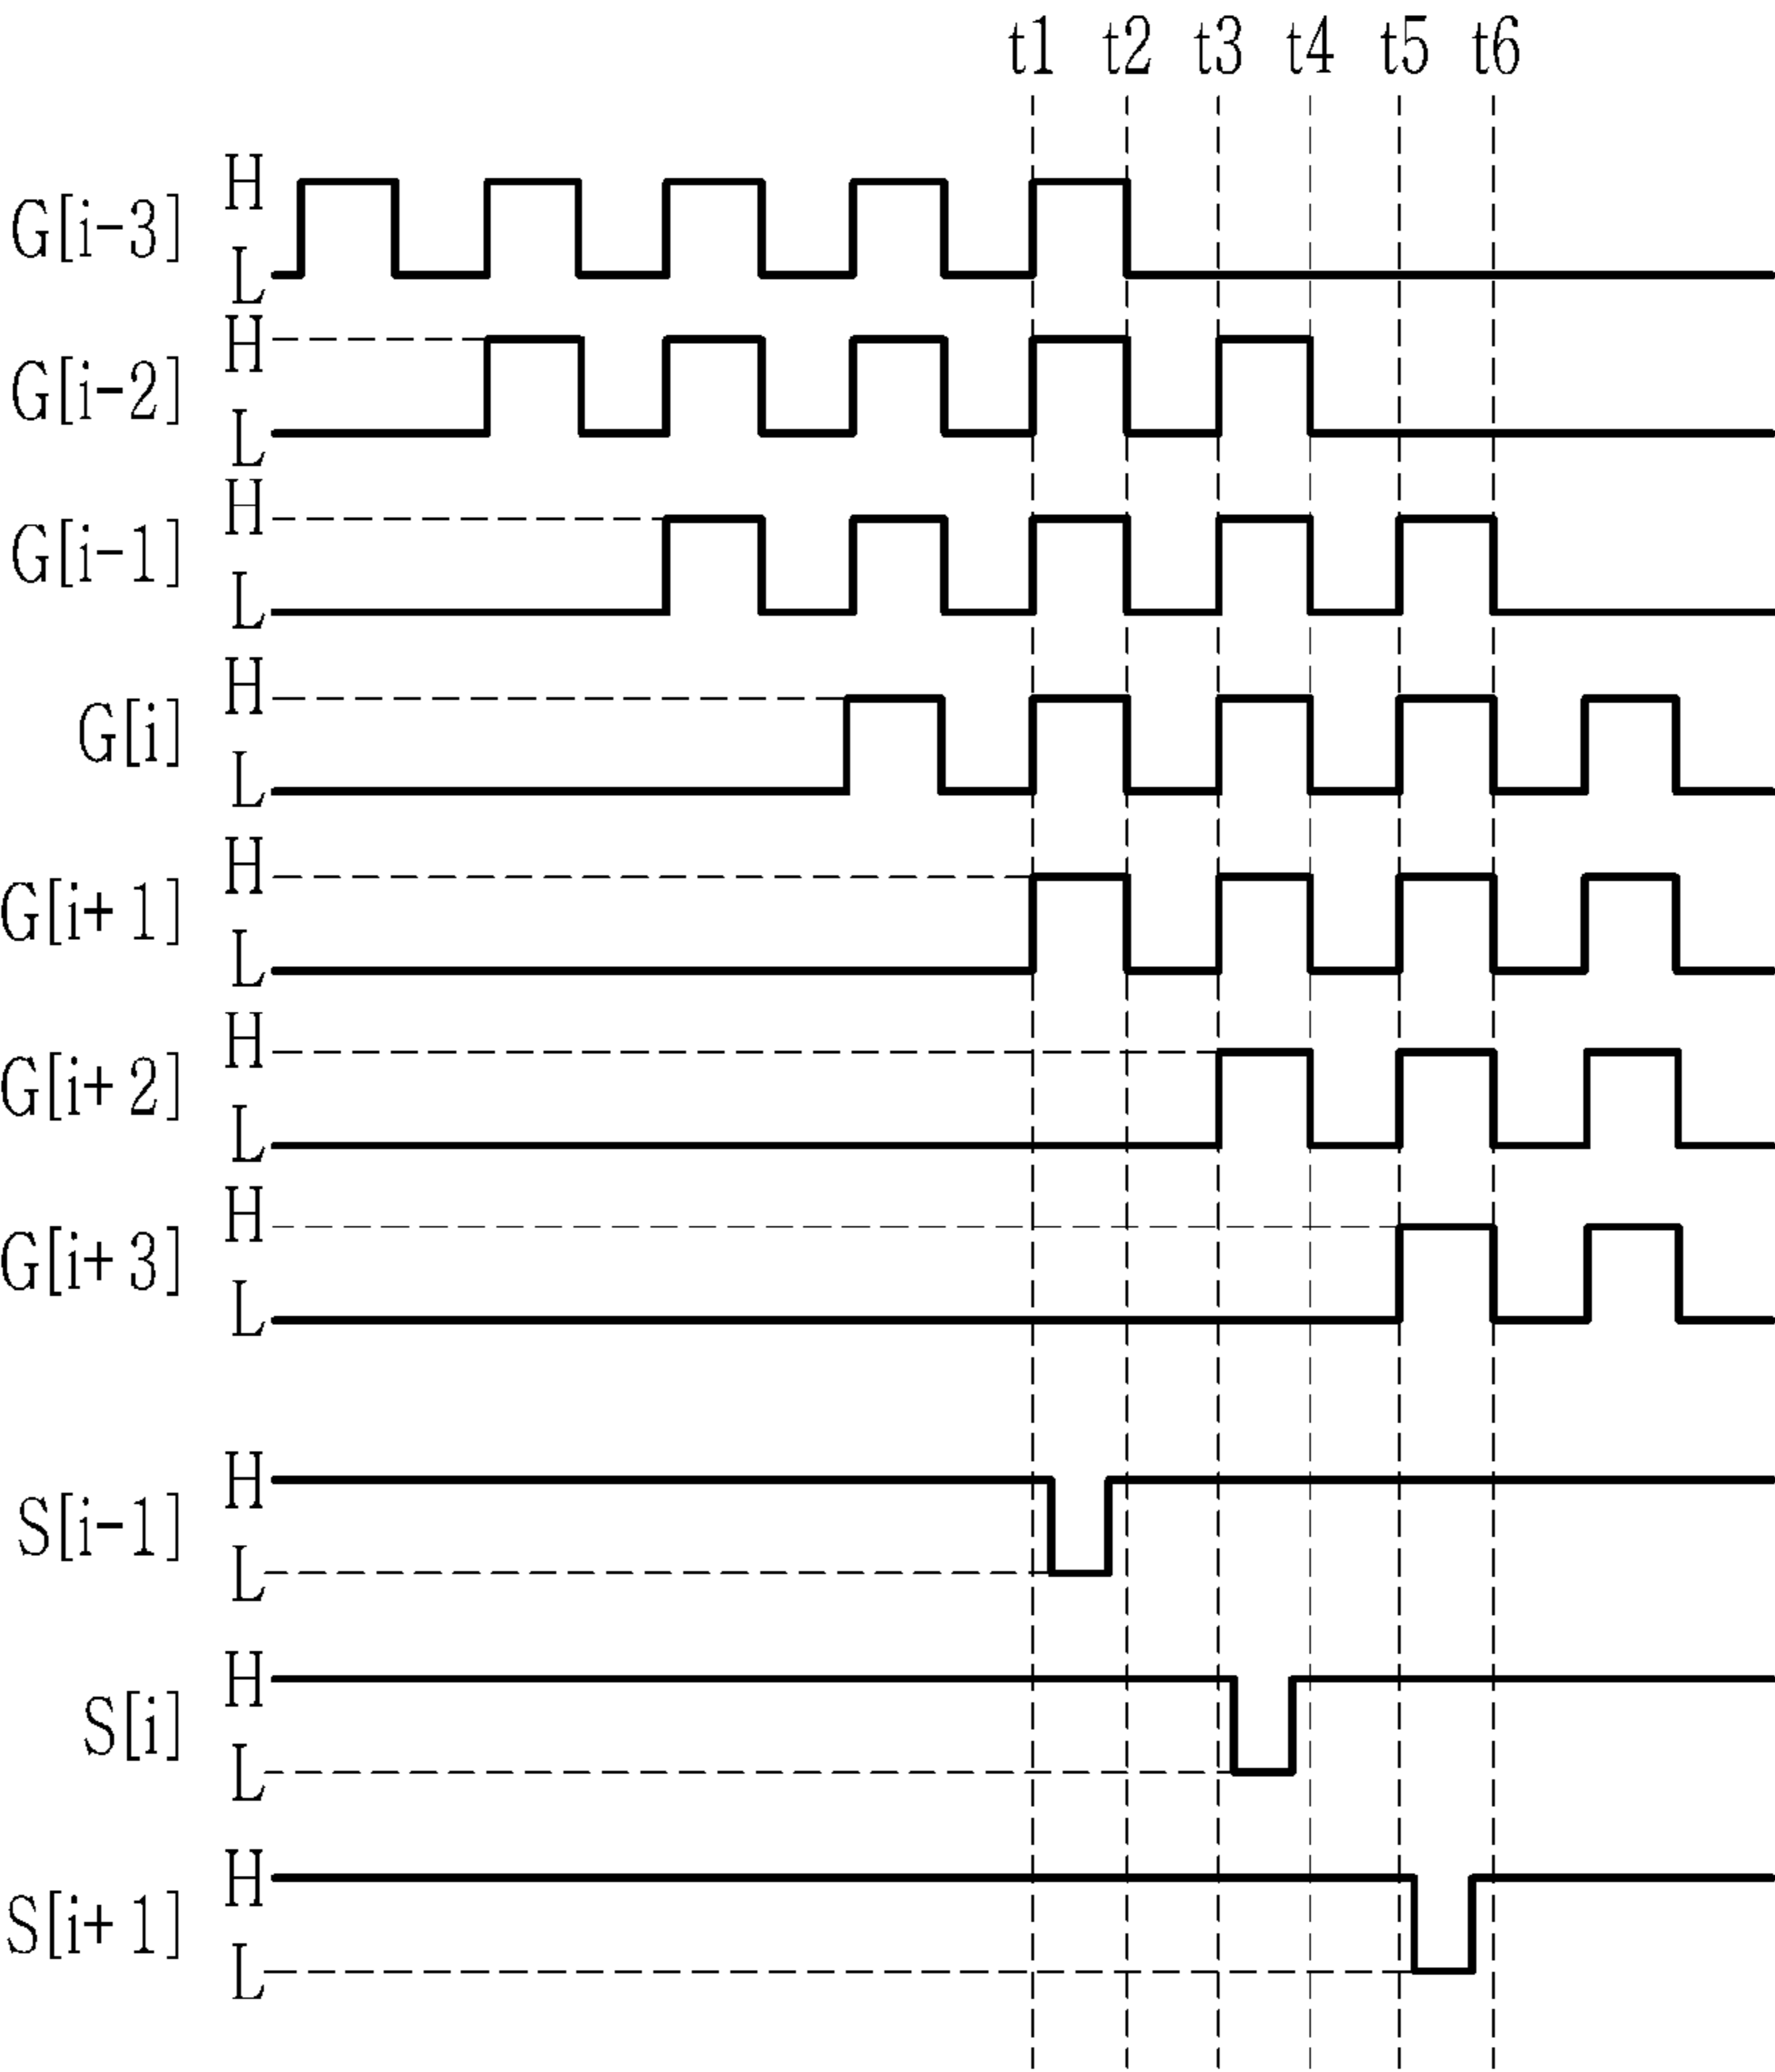 t1 t2 t3 t4 t5 t6
H
G[i-3]
L
H
G[i-2]
L
H
G[i-1]
L
H
G[i]
L
H
G[i+1]
L
H
G[i+2]
L
H
G[i+3]
L
H
S[i-1]
L
H
S[i]
L
H
S[i+1]
L